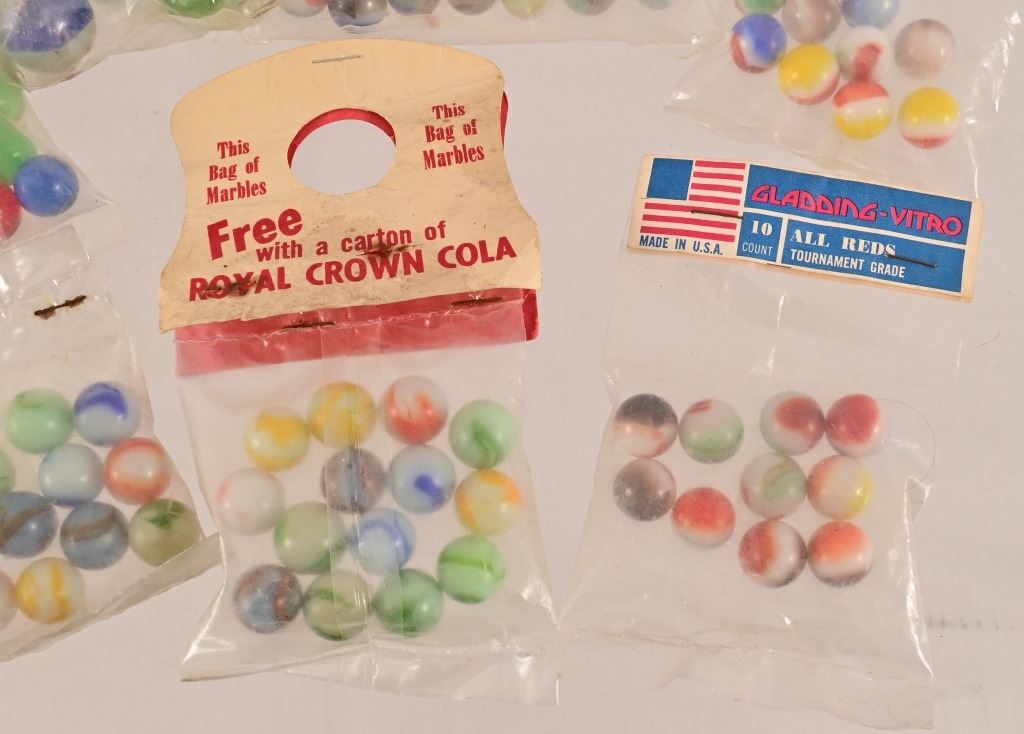 This
Bag of
Marbles
This
Bag of
Marbles
Free
with a carton of
ROYAL CROWN COLA
GLADDING-VITRO
MADE IN U.S.A.
10
COUNT
ALL REDS
TOURNAMENT GRADE